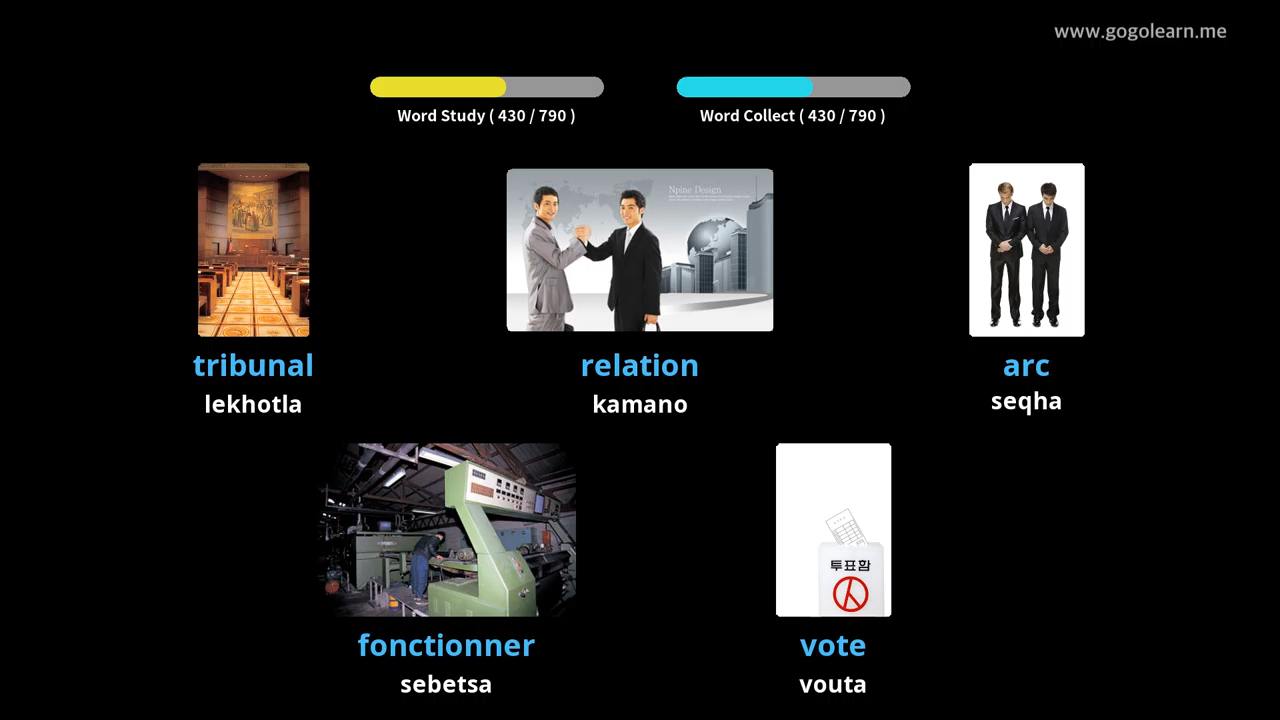 www.gogolearn.me
Word Study ( 430 / 790 )
Word Collect ( 430 / 790 )
Npine Design
tribunal
lekhotla
relation
kamano
arc
seqha
투표함
fonctionner
sebetsa
vote
vouta